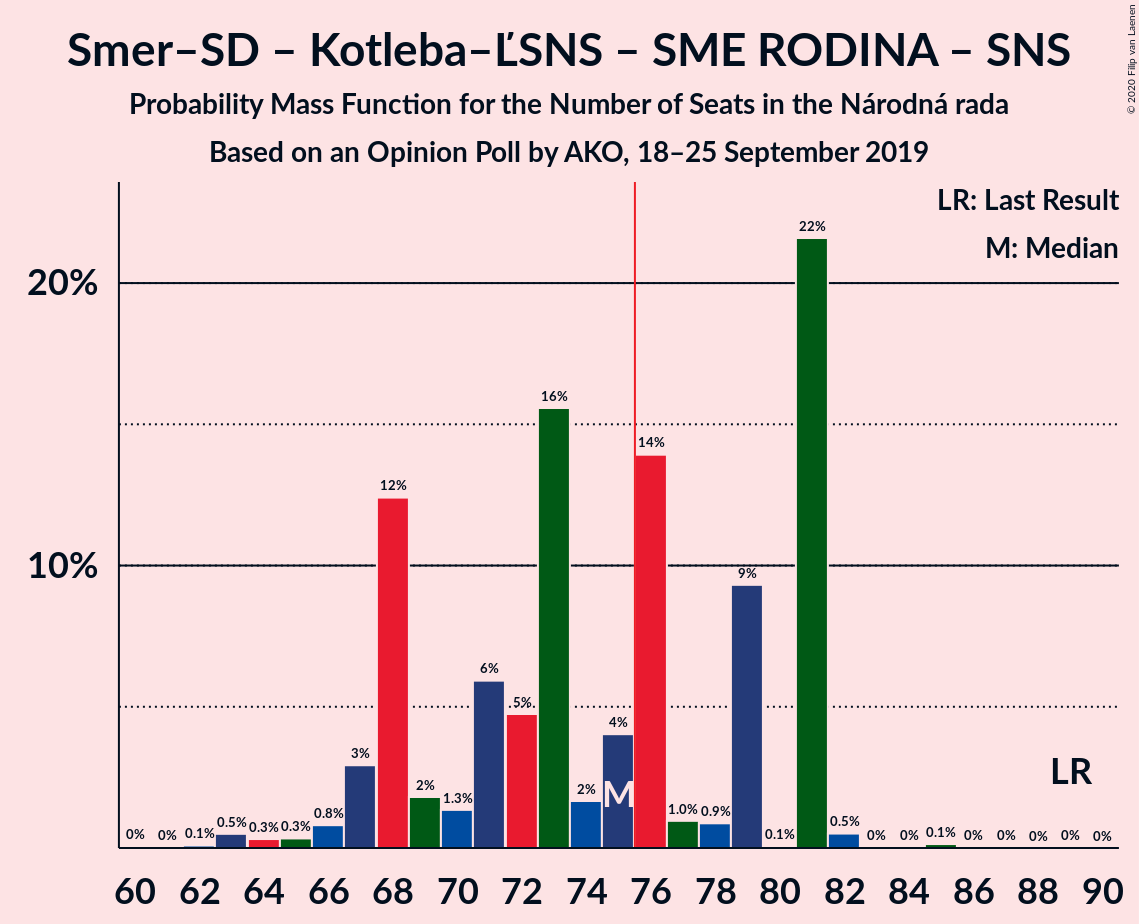 Smer–SD – Kotleba–ĽSNS – SME RODINA – SNS
Probability Mass Function for the Number of Seats in the Národná rada
Based on an Opinion Poll by AKO, 18–25 September 2019
© 2020 Filip van Laenen
LR: Last Result
M: Median
20%
10%
0% 0% 0.1% 0.5% 0.3% 0.3% 0.8% 3% 12% 2% 1.3% 6% 5% 16% 2% 4% 14% 1.0% 0.9% 9% 0.1% 22% 0.5% 0% 0% 0.1% 0% 0% 0% 0% 0%
M
LR
60 62 64 66 68 70 72 74 76 78 80 82 84 86 88 90